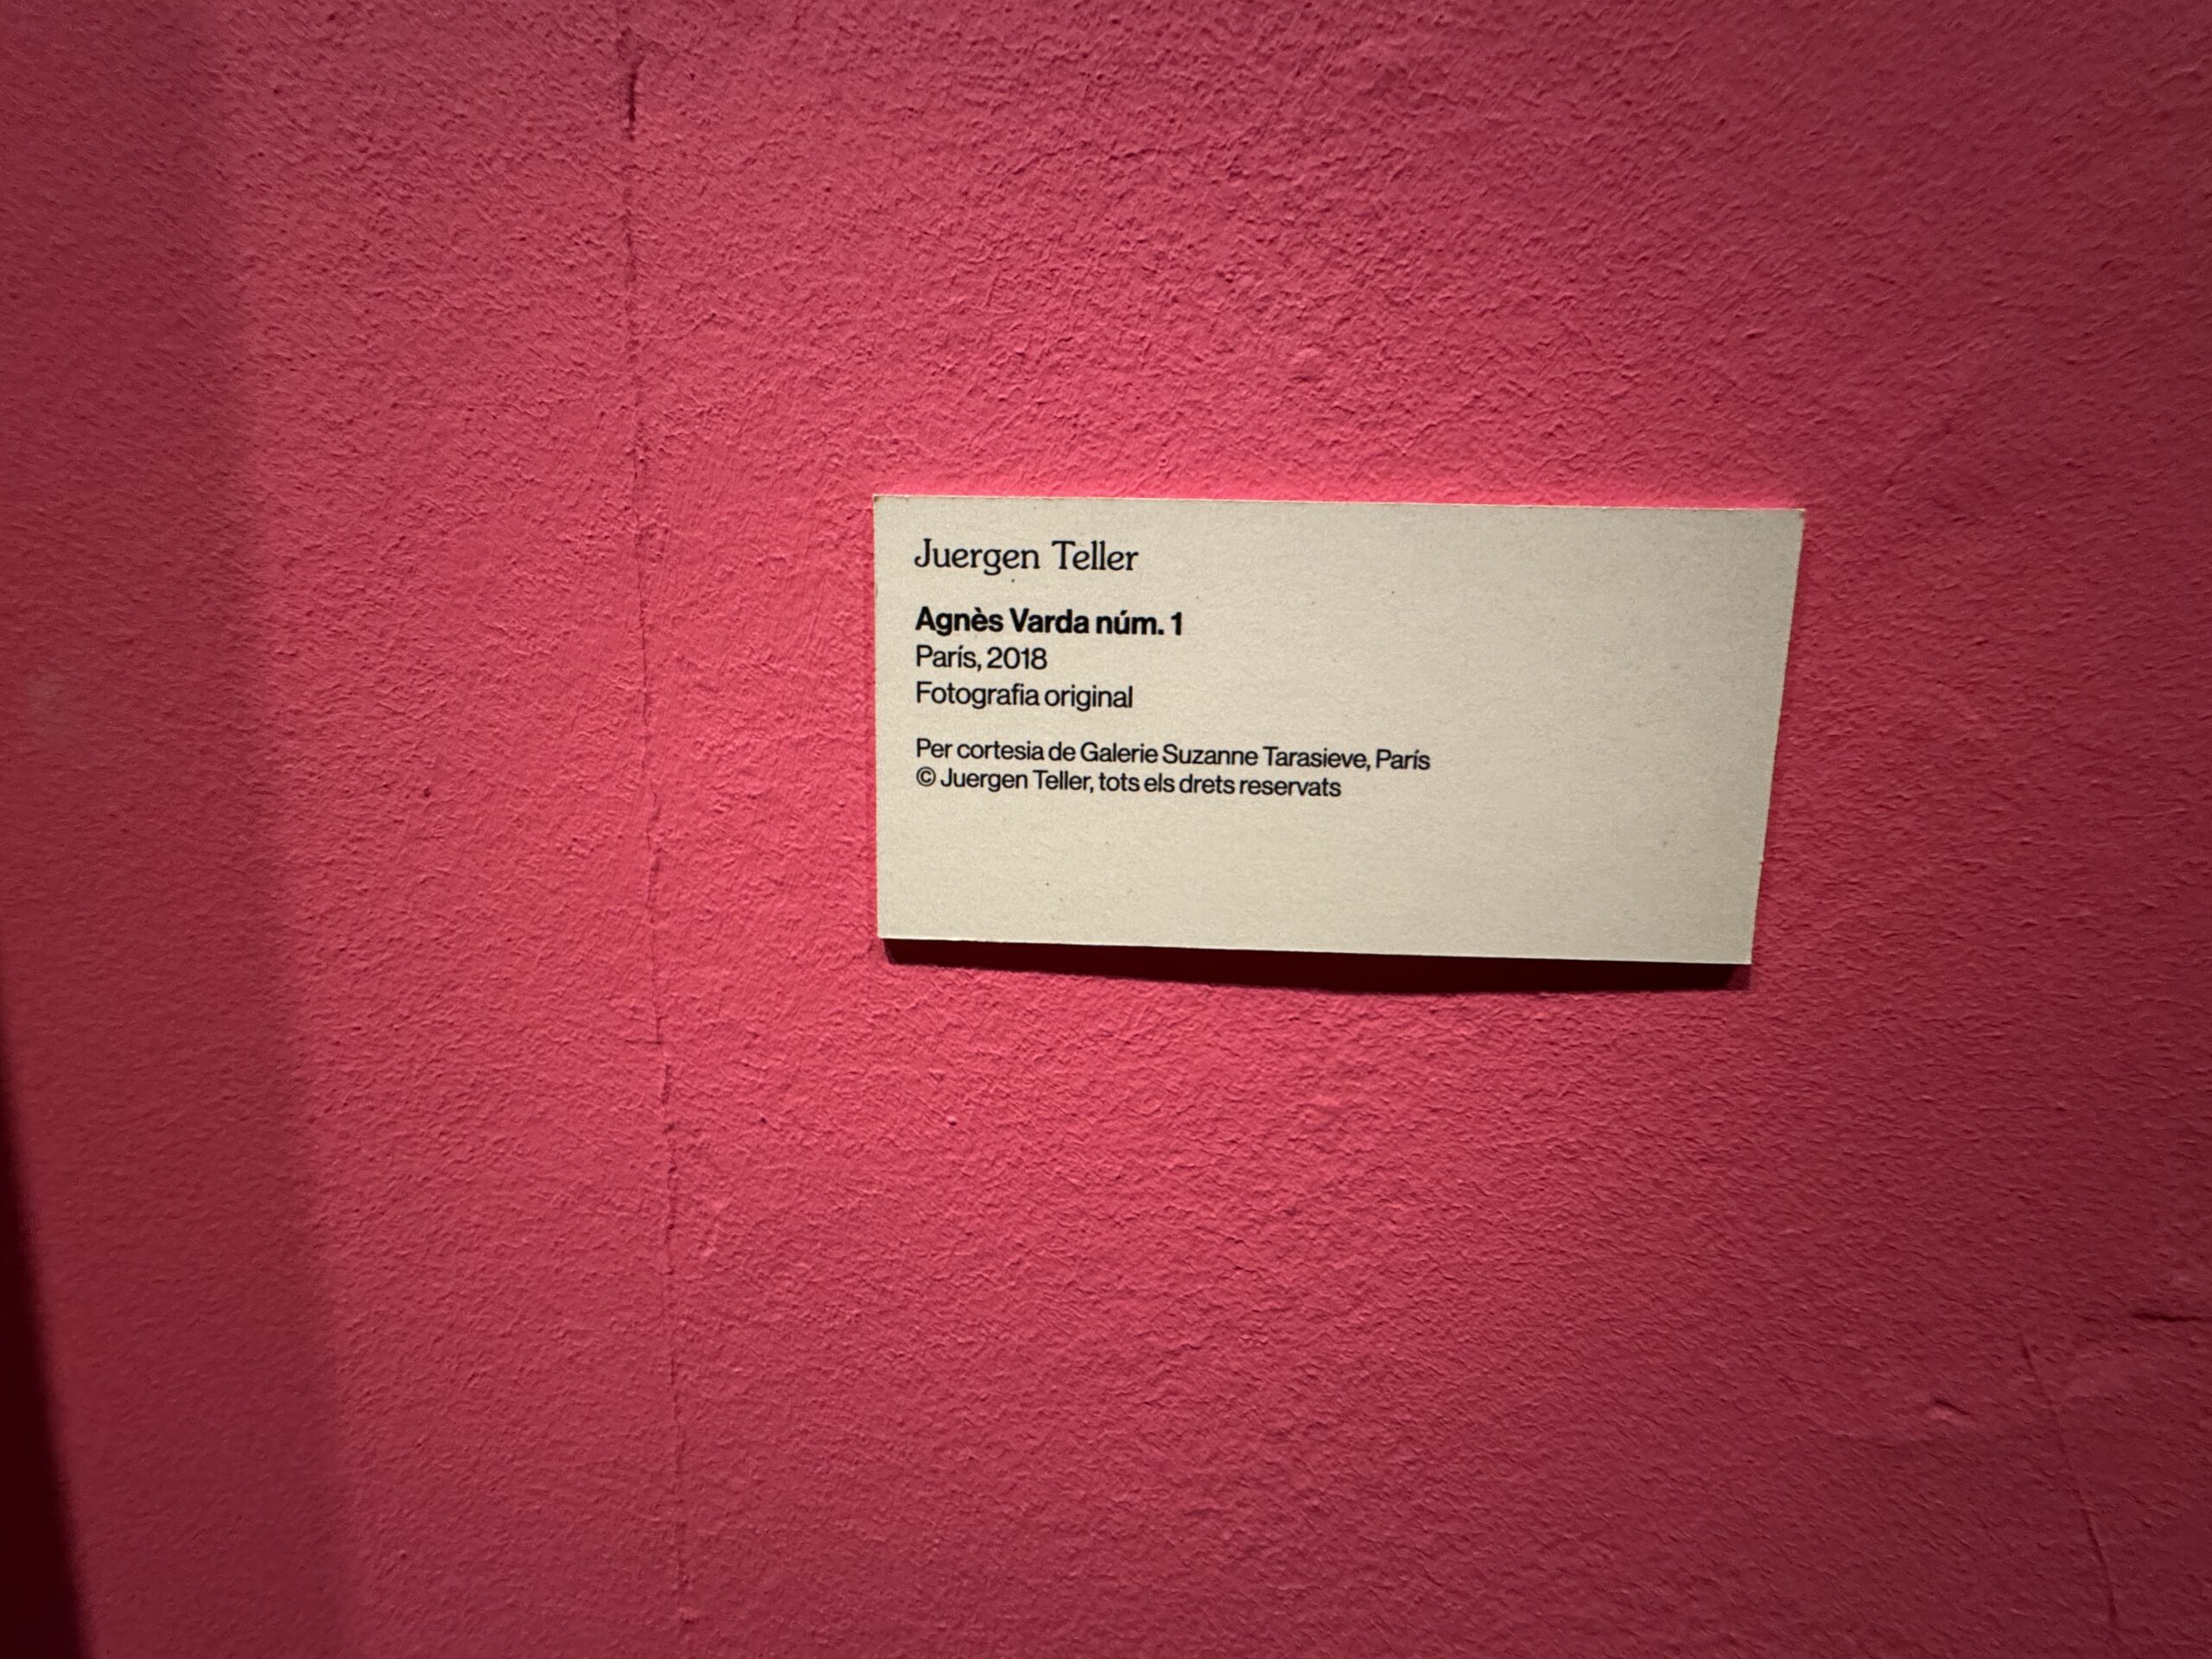 Juergen Teller
Agnès Varda núm. 1
París, 2018
Fotografia original
Per cortesia de Galerie Suzanne Tarasieve, París
© Juergen Teller, tots els drets reservats